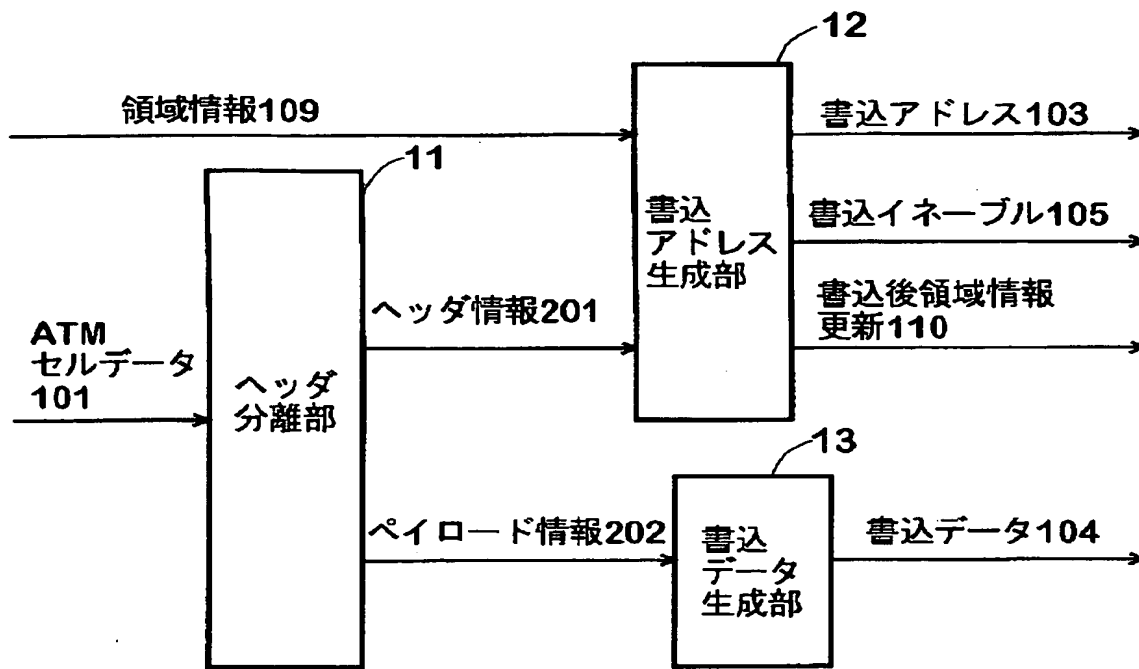 12
領域情報109
書込アドレス103
11
書込
アドレス
生成部
書込イネーブル105
ヘッダ情報201
書込後領域情報
更新110
ATM
セルデータ
101
ヘッダ
分離部
13
ペイロード情報202
書込
データ
生成部
書込データ104